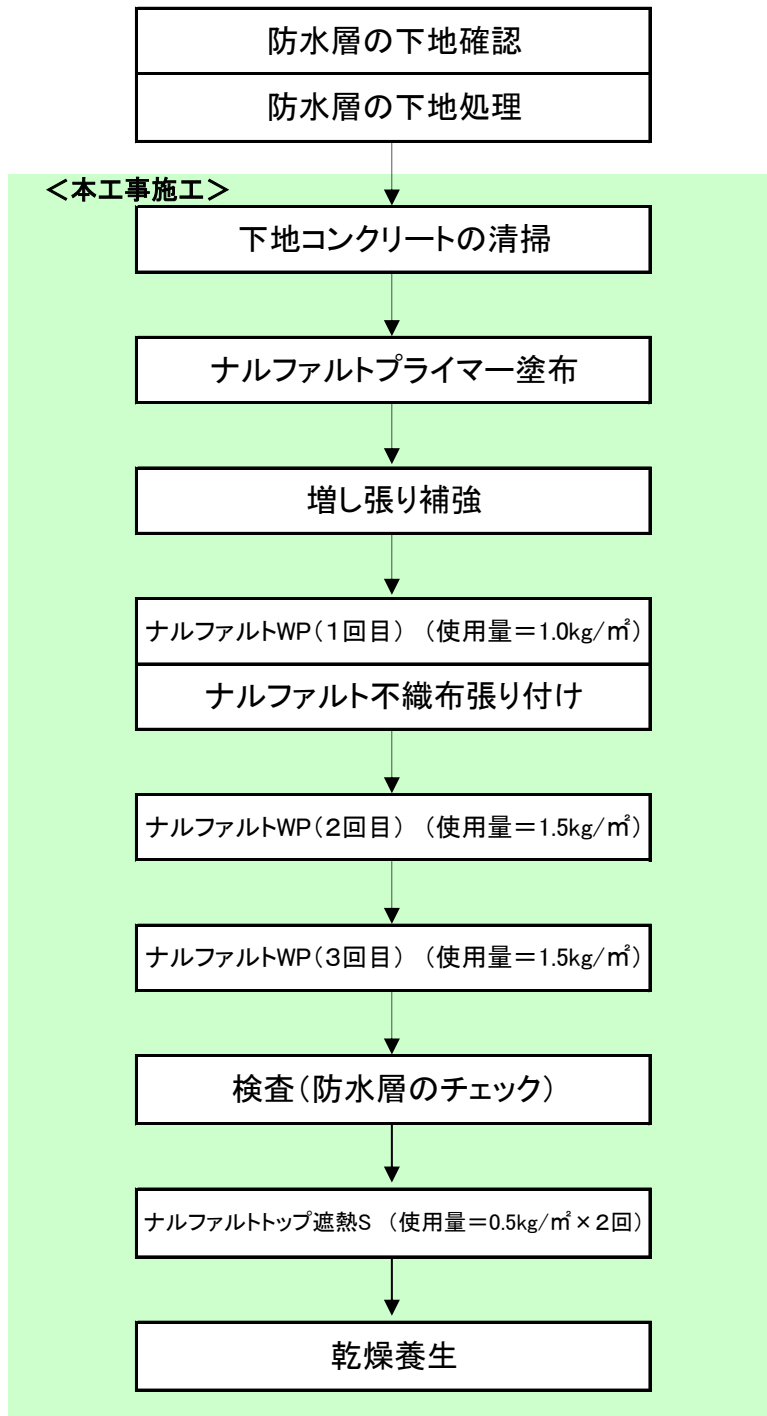 防水層の下地確認
防水層の下地処理
＜本工事施工＞
下地コンクリートの清掃
ナルファルトプライマー塗布
増し張り補強
ナルファルトWP（１回目）　（使用量＝1.0kg/㎡）
ナルファルト不織布張り付け
ナルファルトWP（２回目）　（使用量＝1.5kg/㎡）
ナルファルトWP（３回目）　（使用量＝1.5kg/㎡）
検査（防水層のチェック）
ナルファルトトップ遮熱S　（使用量＝0.5kg/㎡×２回）
乾燥養生